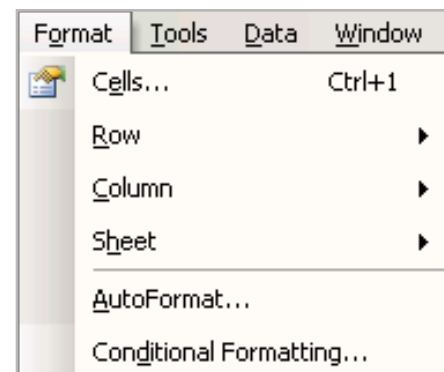 Format Tools Data Window
Cells... Ctrl+1
Row
Column
Sheet
AutoFormat...
Conditional Formatting...